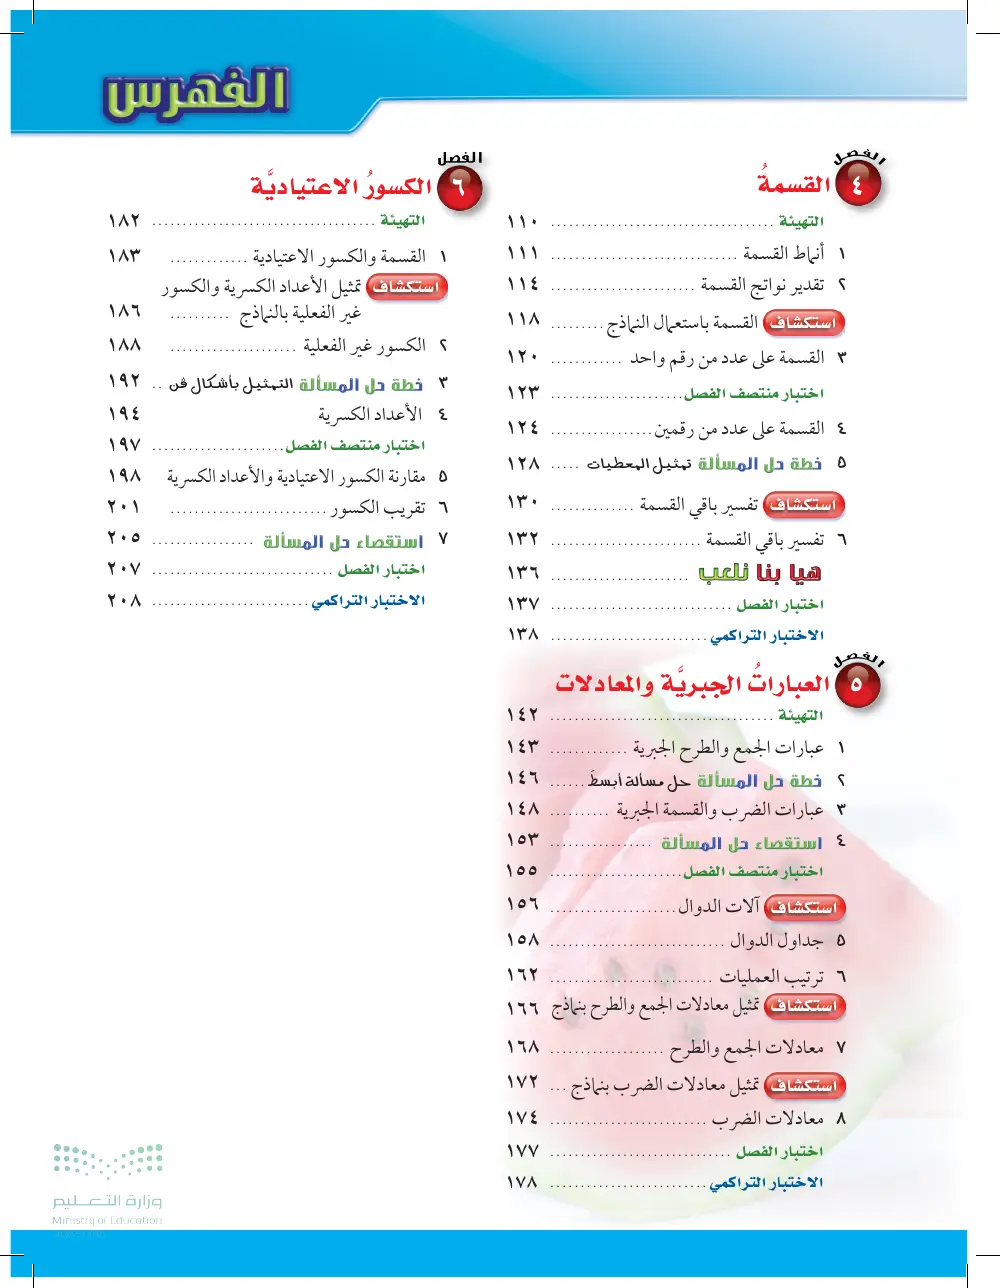 الفهرس
الفصل
٤ القسمةُ
التهيئة ..................................... ١١٠
١ أنماط القسمة ............................... ١١١
٢ تقدير نواتج القسمة ........................ ١١٤
استكشاف القسمة باستعمال النماذج ......... ١١٨
٣ القسمة على عدد من رقم واحد ............ ١٢٠
اختبار منتصف الفصل ...................... ١٢٣
٤ القسمة على عدد من رقمين ................. ١٢٤
٥ خطة حل المسألة تمثيل المعطيات ..... ١٢٨
استكشاف تفسير باقي القسمة .............. ١٣٠
٦ تفسير باقي القسمة ......................... ١٣٢
هيا بنا نلعب ....................... ١٣٦
اختبار الفصل .............................. ١٣٧
الاختبار التراكمي .......................... ١٣٨
الفصل
٥ العباراتُ الجبريَّة والمعادلات
التهيئة ..................................... ١٤٢
١ عبارات الجمع والطرح الجبرية ............. ١٤٣
٢ خطة حل المسألة حل مسألة أبسطَ ...... ١٤٦
٣ عبارات الضرب والقسمة الجبرية .......... ١٤٨
٤ استقصاء حل المسألة ................. ١٥٣
اختبار منتصف الفصل ...................... ١٥٥
استكشاف آلات الدوال ..................... ١٥٦
٥ جداول الدوال ............................. ١٥٨
٦ ترتيب العمليات ........................... ١٦٢
استكشاف تمثيل معادلات الجمع والطرح بنماذج ١٦٦
٧ معادلات الجمع والطرح ................... ١٦٨
استكشاف تمثيل معادلات الضرب بنماذج ... ١٧٢
٨ معادلات الضرب .......................... ١٧٤
اختبار الفصل .............................. ١٧٧
الاختبار التراكمي .......................... ١٧٨
الفصل
٦ الكسورُ الاعتياديَّة
التهيئة ..................................... ١٨٢
١ القسمة والكسور الاعتيادية ............. ١٨٣
استكشاف تمثيل الأعداد الكسرية والكسور
غير الفعلية بالنماذج .......... ١٨٦
٢ الكسور غير الفعلية ..................... ١٨٨
٣ خطة حل المسألة التمثيل بأشكال ڤن .. ١٩٢
٤ الأعداد الكسرية ١٩٤
اختبار منتصف الفصل ...................... ١٩٧
٥ مقارنة الكسور الاعتيادية والأعداد الكسرية ١٩٨
٦ تقريب الكسور .......................... ٢٠١
٧ استقصاء حل المسألة ................. ٢٠٥
اختبار الفصل .............................. ٢٠٧
الاختبار التراكمي .......................... ٢٠٨
وزارة التعليم
Ministry of Education